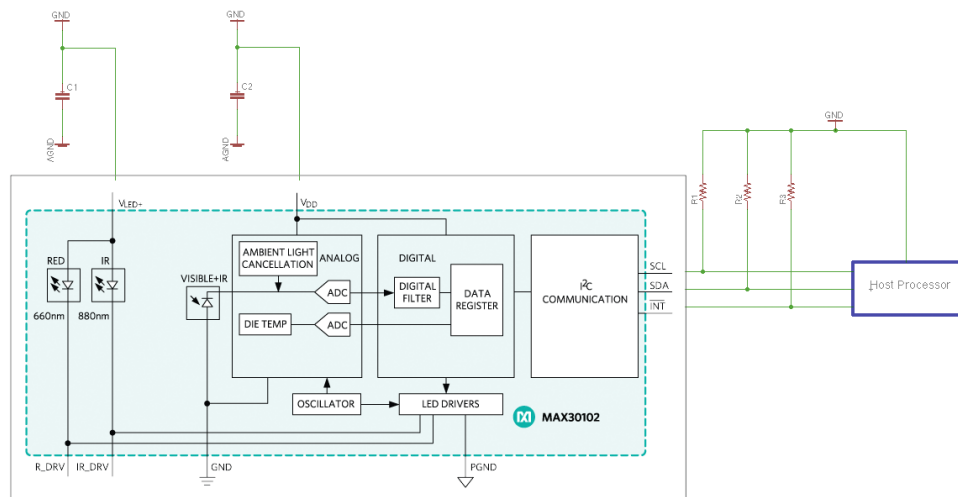 GND
GND
C1
C2
AGND
AGND
GND
R1
R2
R3
VLED+
VDD
RED
IR
660nm
880nm
VISIBLE+IR
AMBIENT LIGHT
CANCELLATION
ANALOG
ADC
DIE TEMP
ADC
DIGITAL
DIGITAL
FILTER
DATA
REGISTER
I2C
COMMUNICATION
SCL
SDA
INT
Host Processor
OSCILLATOR
LED DRIVERS
MAX30102
R_DRV
IR_DRV
GND
PGND